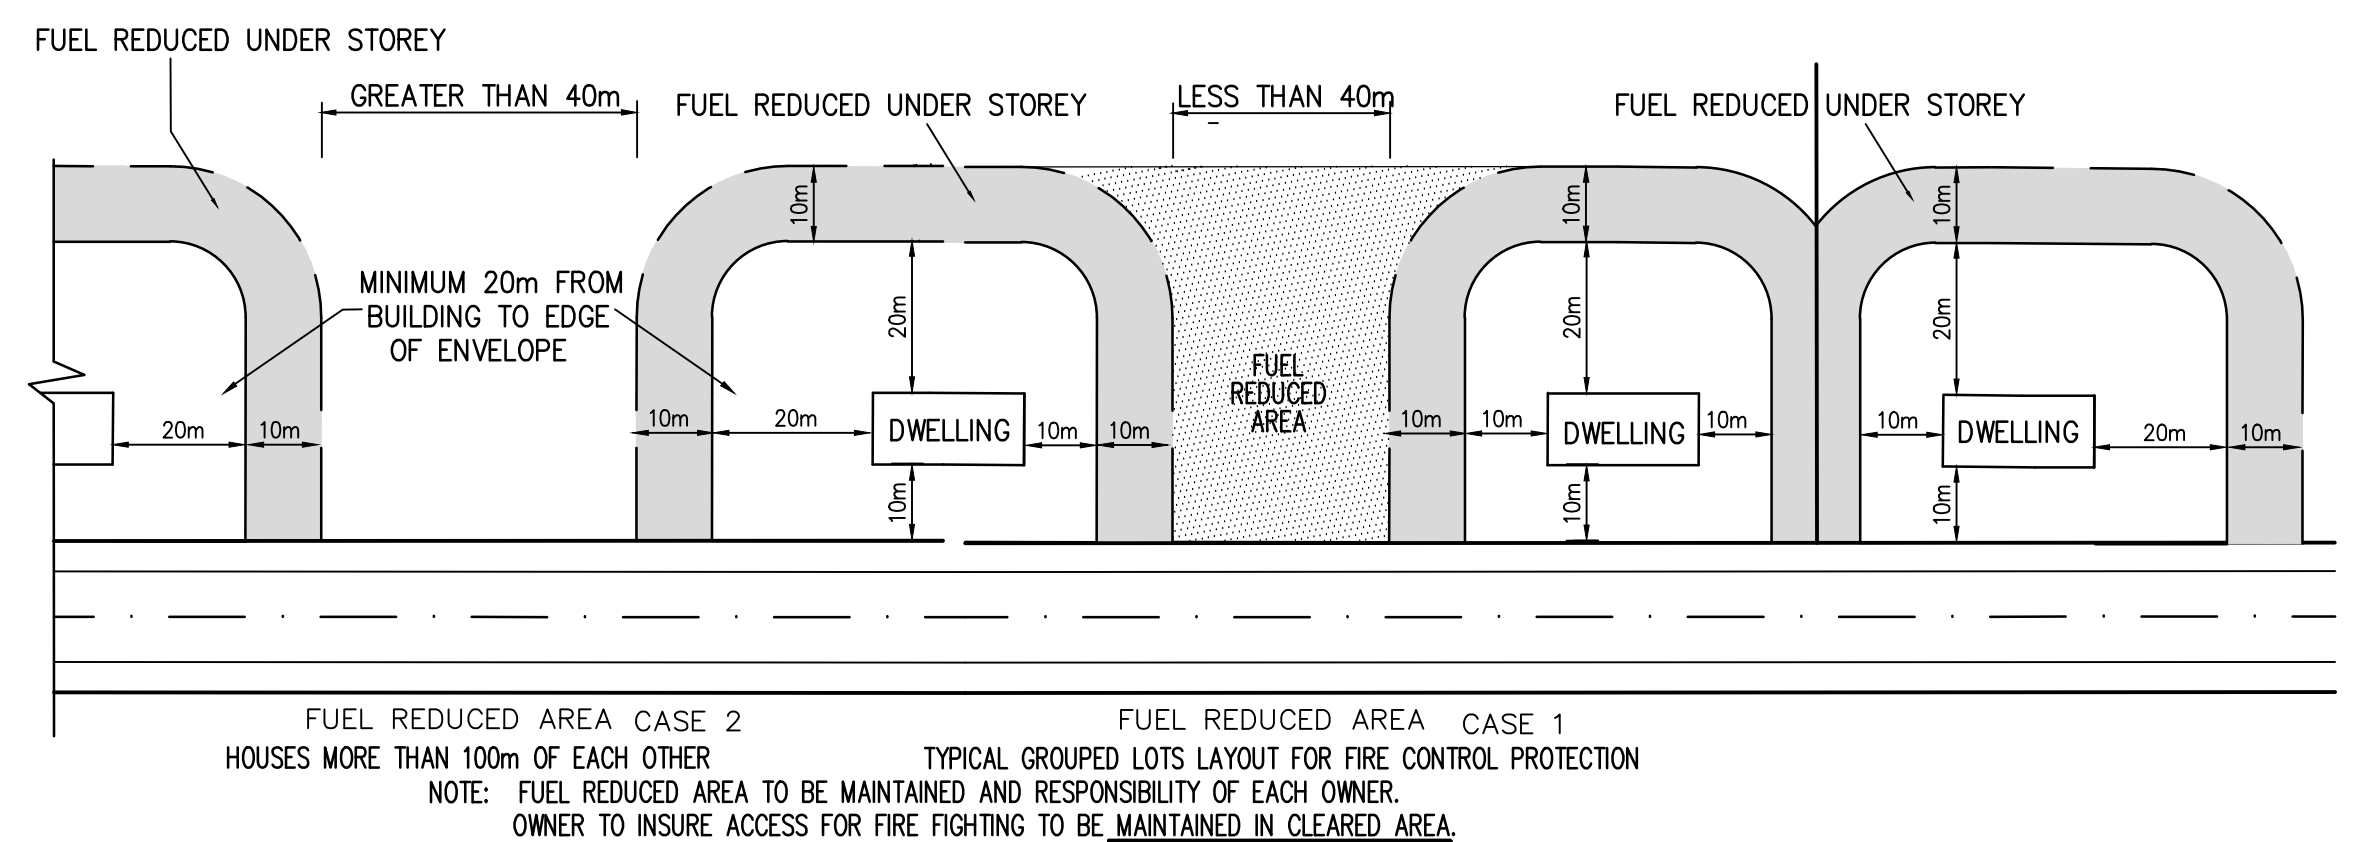 FUEL REDUCED UNDER STOREY
GREATER THAN 40m
FUEL REDUCED UNDER STOREY
LESS THAN 40m
FUEL REDUCED UNDER STOREY
10m
10m
10m
MINIMUM 20m FROM
BUILDING TO EDGE
OF ENVELOPE
20m
20m
20m
FUEL
REDUCED
AREA
20m
10m
10m
20m
DWELLING
10m
10m
10m
10m
DWELLING
10m
10m
DWELLING
20m
10m
10m
10m
10m
FUEL REDUCED AREA CASE 2
HOUSES MORE THAN 100m OF EACH OTHER
FUEL REDUCED AREA CASE 1
TYPICAL GROUPED LOTS LAYOUT FOR FIRE CONTROL PROTECTION
NOTE: FUEL REDUCED AREA TO BE MAINTAINED AND RESPONSIBILITY OF EACH OWNER.
OWNER TO INSURE ACCESS FOR FIRE FIGHTING TO BE MAINTAINED IN CLEARED AREA.